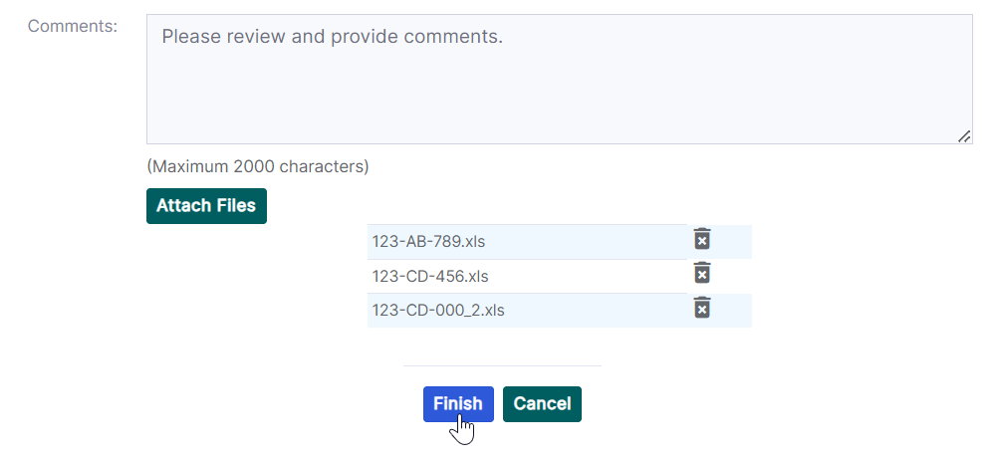 Comments:
Please review and provide comments.
(Maximum 2000 characters)
Attach Files
123-AB-789.xls
123-CD-456.xls
123-CD-000_2.xls
Finish Cancel